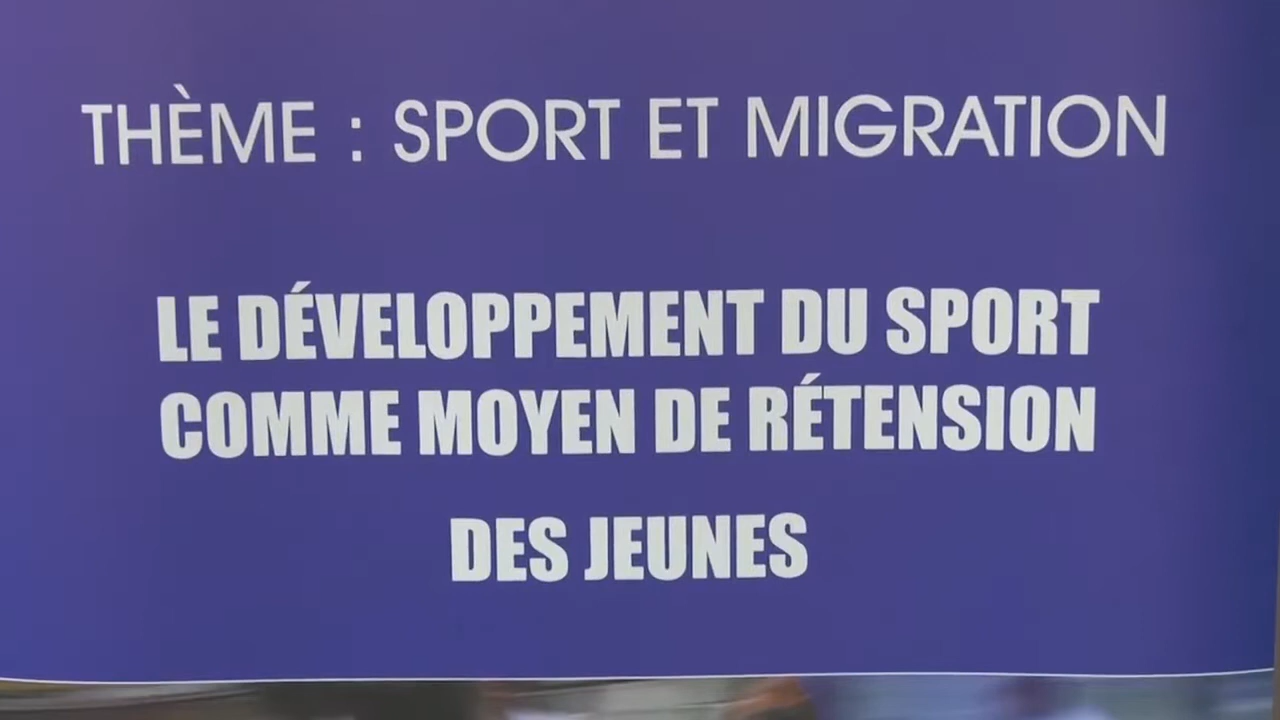 THÈME : SPORT ET MIGRATION
LE DÉVELOPPEMENT DU SPORT
COMME MOYEN DE RÉTENSION
DES JEUNES